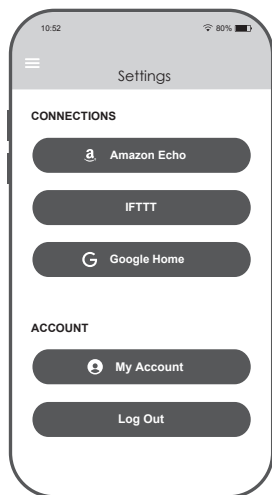 10:52 80%
Settings
CONNECTIONS
Amazon Echo
IFTTT
Google Home
ACCOUNT
My Account
Log Out